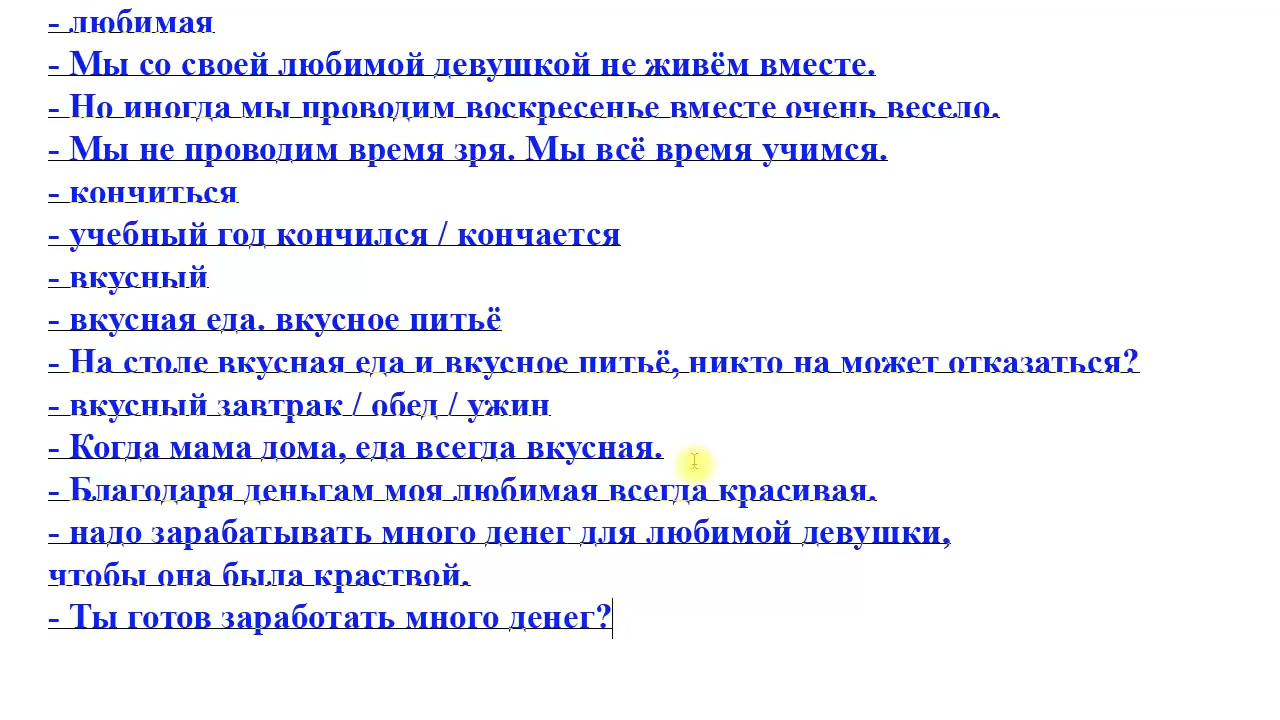 - любимая
- Мы со своей любимой девушкой не живём вместе.
- Но иногда мы проводим воскресенье вместе очень весело.
- Мы не проводим время зря. Мы всё время учимся.
- кончиться
- учебный год кончился / кончается
- вкусный
- вкусная еда. вкусное питьё
- На столе вкусная еда и вкусное питьё, никто на может отказаться?
- вкусный завтрак / обед / ужин
- Когда мама дома, еда всегда вкусная.
- Благодаря деньгам моя любимая всегда красивая.
- надо зарабатывать много денег для любимой девушки,
чтобы она была краствой.
- Ты готов заработать много денег?